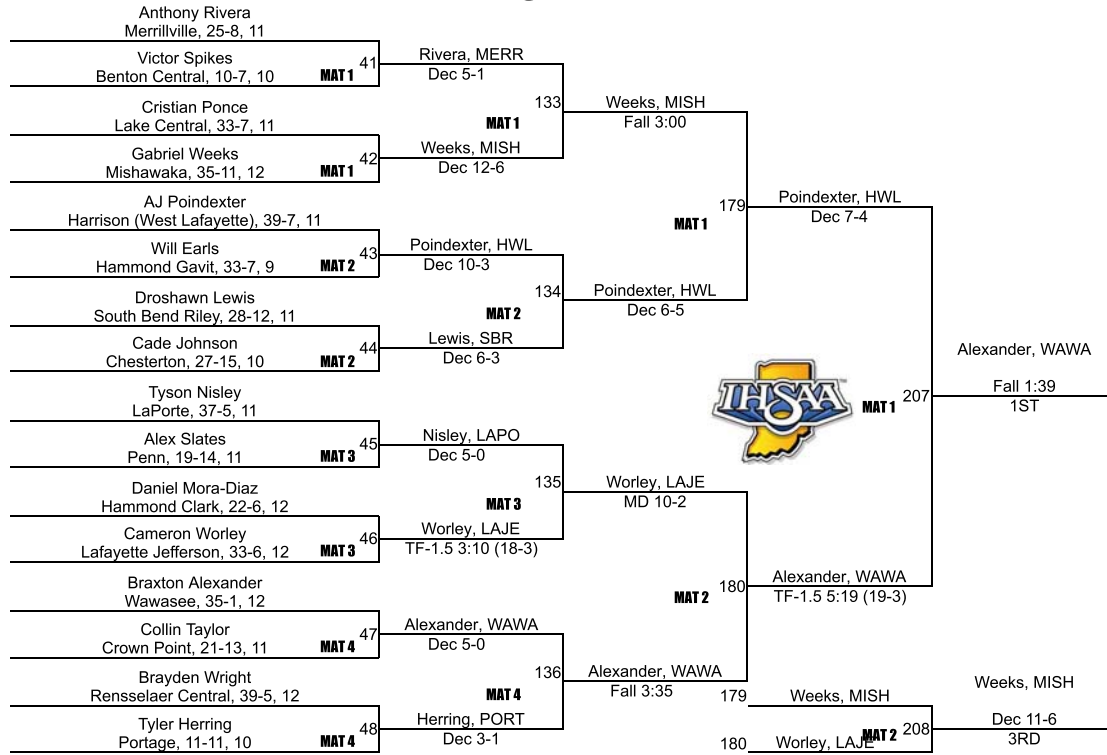 Anthony Rivera
Merrillville, 25-8, 11
Victor Spikes
Benton Central, 10-7, 10
MAT 1
41
Rivera, MERR
Dec 5-1
Cristian Ponce
Lake Central, 33-7, 11
Gabriel Weeks
Mishawaka, 35-11, 12
MAT 1
42
Weeks, MISH
Dec 12-6
133
MAT 1
Weeks, MISH
Fall 3:00
AJ Poindexter
Harrison (West Lafayette), 39-7, 11
Will Earls
Hammond Gavit, 33-7, 9
MAT 2
43
Poindexter, HWL
Dec 10-3
Droshawn Lewis
South Bend Riley, 28-12, 11
Cade Johnson
Chesterton, 27-15, 10
MAT 2
44
Lewis, SBR
Dec 6-3
134
MAT 2
Poindexter, HWL
Dec 6-5
179
MAT 1
Poindexter, HWL
Dec 7-4
Tyson Nisley
LaPorte, 37-5, 11
Alex Slates
Penn, 19-14, 11
MAT 3
45
Nisley, LAPO
Dec 5-0
Daniel Mora-Diaz
Hammond Clark, 22-6, 12
Cameron Worley
Lafayette Jefferson, 33-6, 12
MAT 3
46
Worley, LAJE
TF-1.5 3:10 (18-3)
135
MAT 3
Worley, LAJE
MD 10-2
Braxton Alexander
Wawasee, 35-1, 12
Collin Taylor
Crown Point, 21-13, 11
MAT 4
47
Alexander, WAWA
Dec 5-0
Brayden Wright
Rensselaer Central, 39-5, 12
Tyler Herring
Portage, 11-11, 10
MAT 4
48
Herring, PORT
Dec 3-1
136
MAT 4
Alexander, WAWA
Fall 3:35
180
MAT 2
Alexander, WAWA
TF-1.5 5:19 (19-3)
IHSAA
MAT 1
207
Alexander, WAWA
Fall 1:39
1ST
179
Weeks, MISH
180
Worley, LAJE
MAT 2
208
Weeks, MISH
Dec 11-6
3RD